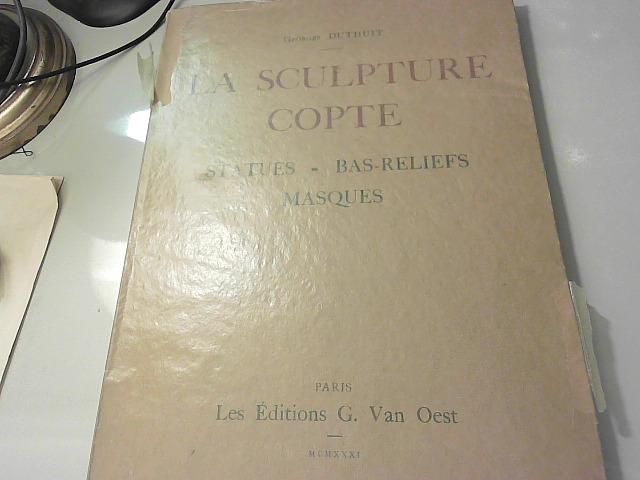 Georges DUTHUIT
LA SCULPTURE
COPTE
STATUES - BAS-RELIEFS
MASQUES
PARIS
Les Éditions G. Van Oest
MCMXXXI